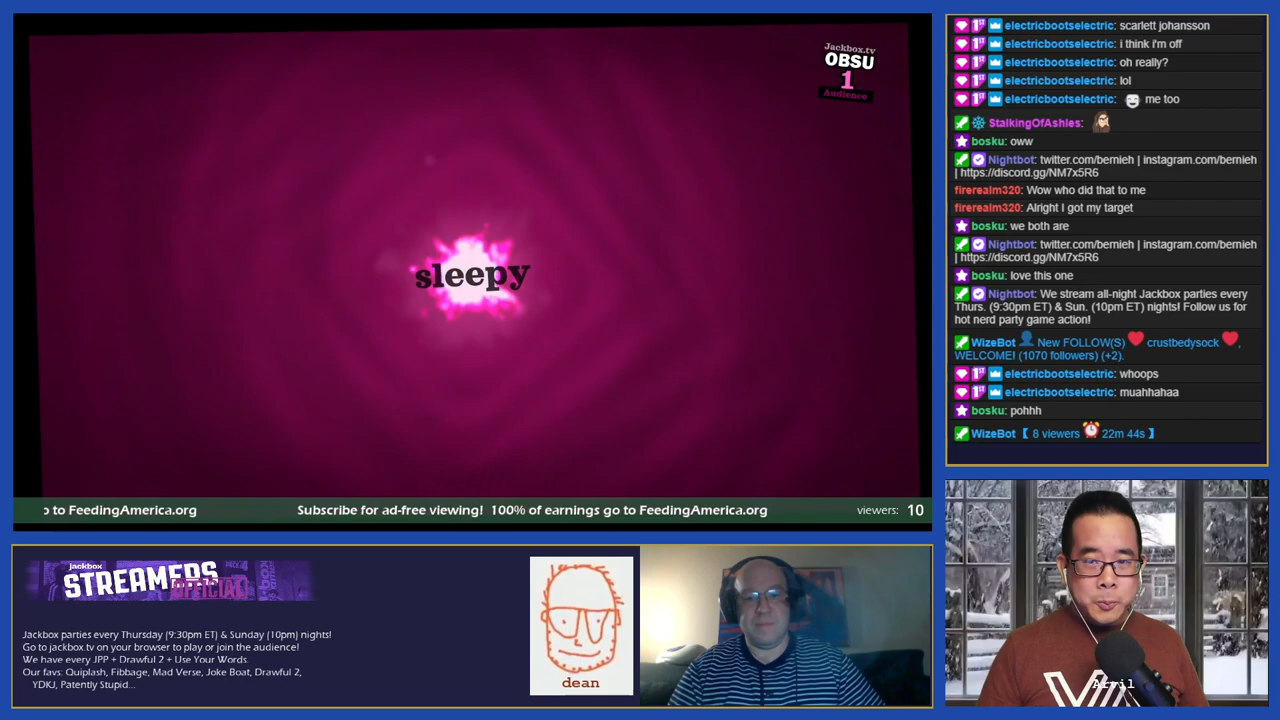 Jackbox.tv
OBSU
1
Audience
sleepy
o to FeedingAmerica.org
Subscribe for ad-free viewing! 100% of earnings go to FeedingAmerica.org
viewers: 10
electricbootselectric: scarlett johansson
electricbootselectric: i think i'm off
electricbootselectric: oh really?
electricbootselectric: lol
electricbootselectric: me too
StalkingOfAshles:
bosku: oww
Nightbot: twitter.com/bernieh | instagram.com/bernieh
| https://discord.gg/NM7x5R6
firerealm320: Wow who did that to me
firerealm320: Alright I got my target
bosku: we both are
Nightbot: twitter.com/bernieh | instagram.com/bernieh
| https://discord.gg/NM7x5R6
bosku: love this one
Nightbot: We stream all-night Jackbox parties every
Thurs. (9:30pm ET) & Sun. (10pm ET) nights! Follow us for
hot nerd party game action!
WizeBot New FOLLOW(S) crustbedysock ,
WELCOME! (1070 followers) (+2).
electricbootselectric: whoops
electricbootselectric: muahhahaa
bosku: pohhh
WizeBot 【 8 viewers 22m 44s 】
jackbox
STREAMERS
OFFICIAL
Jackbox parties every Thursday (9:30pm ET) & Sunday (10pm) nights!
Go to jackbox.tv on your browser to play or join the audience!
We have every JPP + Drawful 2 + Use Your Words.
Our favs: Quiplash, Fibbage, Mad Verse, Joke Boat, Drawful 2,
YDKJ, Patently Stupid...
dean